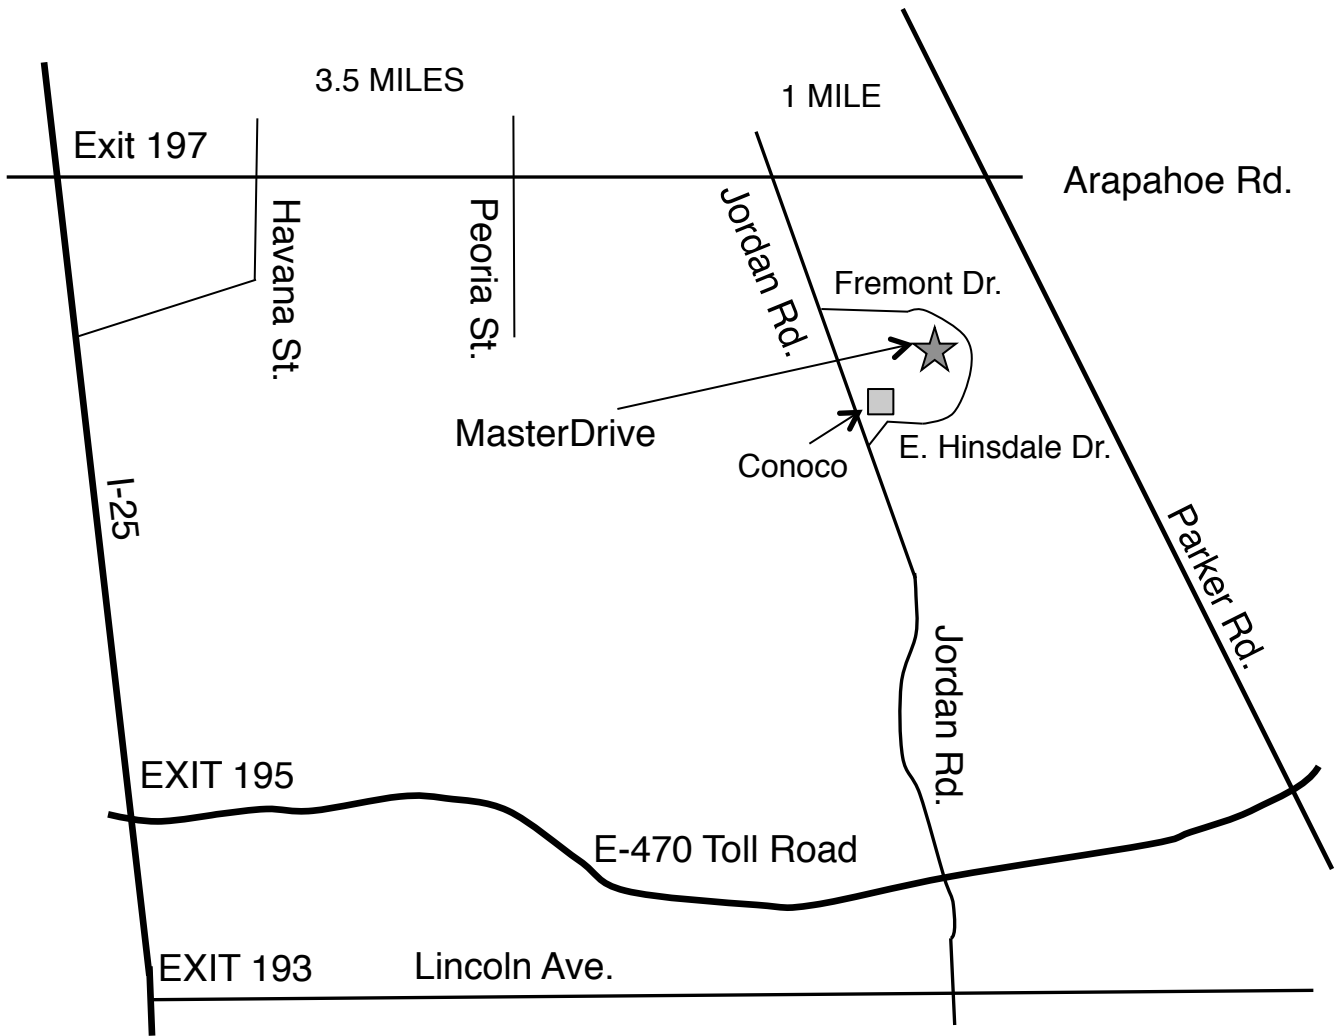 3.5 MILES
1 MILE
Exit 197
Arapahoe Rd.
Havana St.
Peoria St.
Jordan Rd.
Fremont Dr.
MasterDrive
Conoco
E. Hinsdale Dr.
I-25
Parker Rd.
Jordan Rd.
EXIT 195
E-470 Toll Road
EXIT 193
Lincoln Ave.